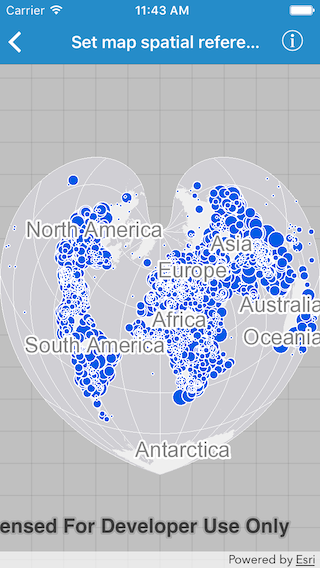 Carrier 11:43 AM
Set map spatial refere...
North America
Asia
Europe
Australia
Africa
Oceania
South America
Antarctica
ensed For Developer Use Only
Powered by Esri